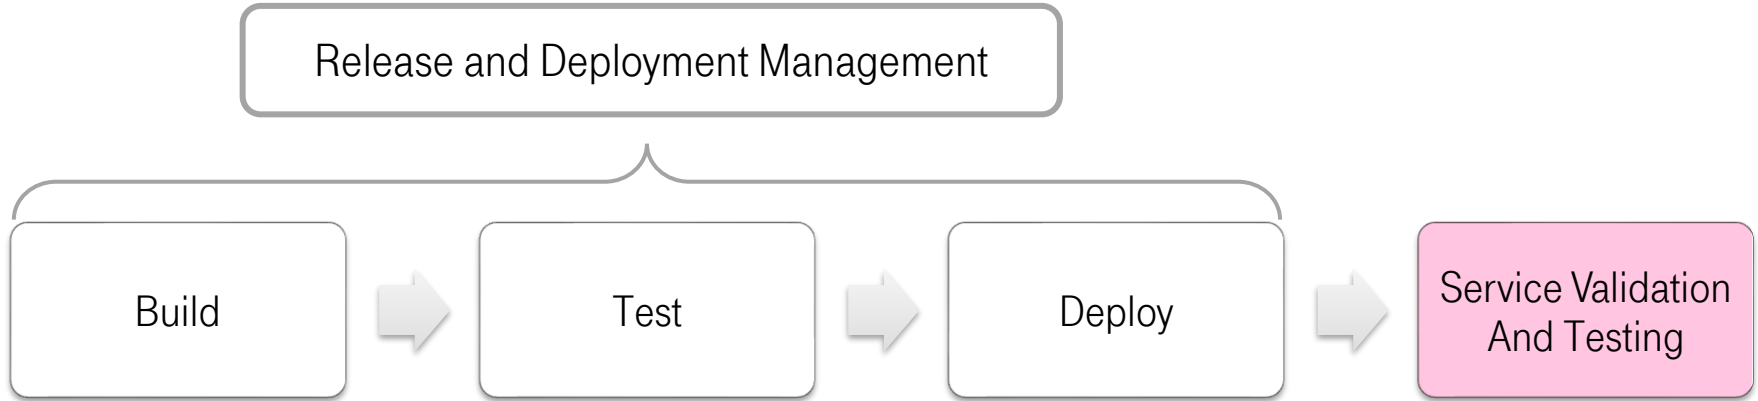 Release and Deployment Management
Build
Test
Deploy
Service Validation
And Testing